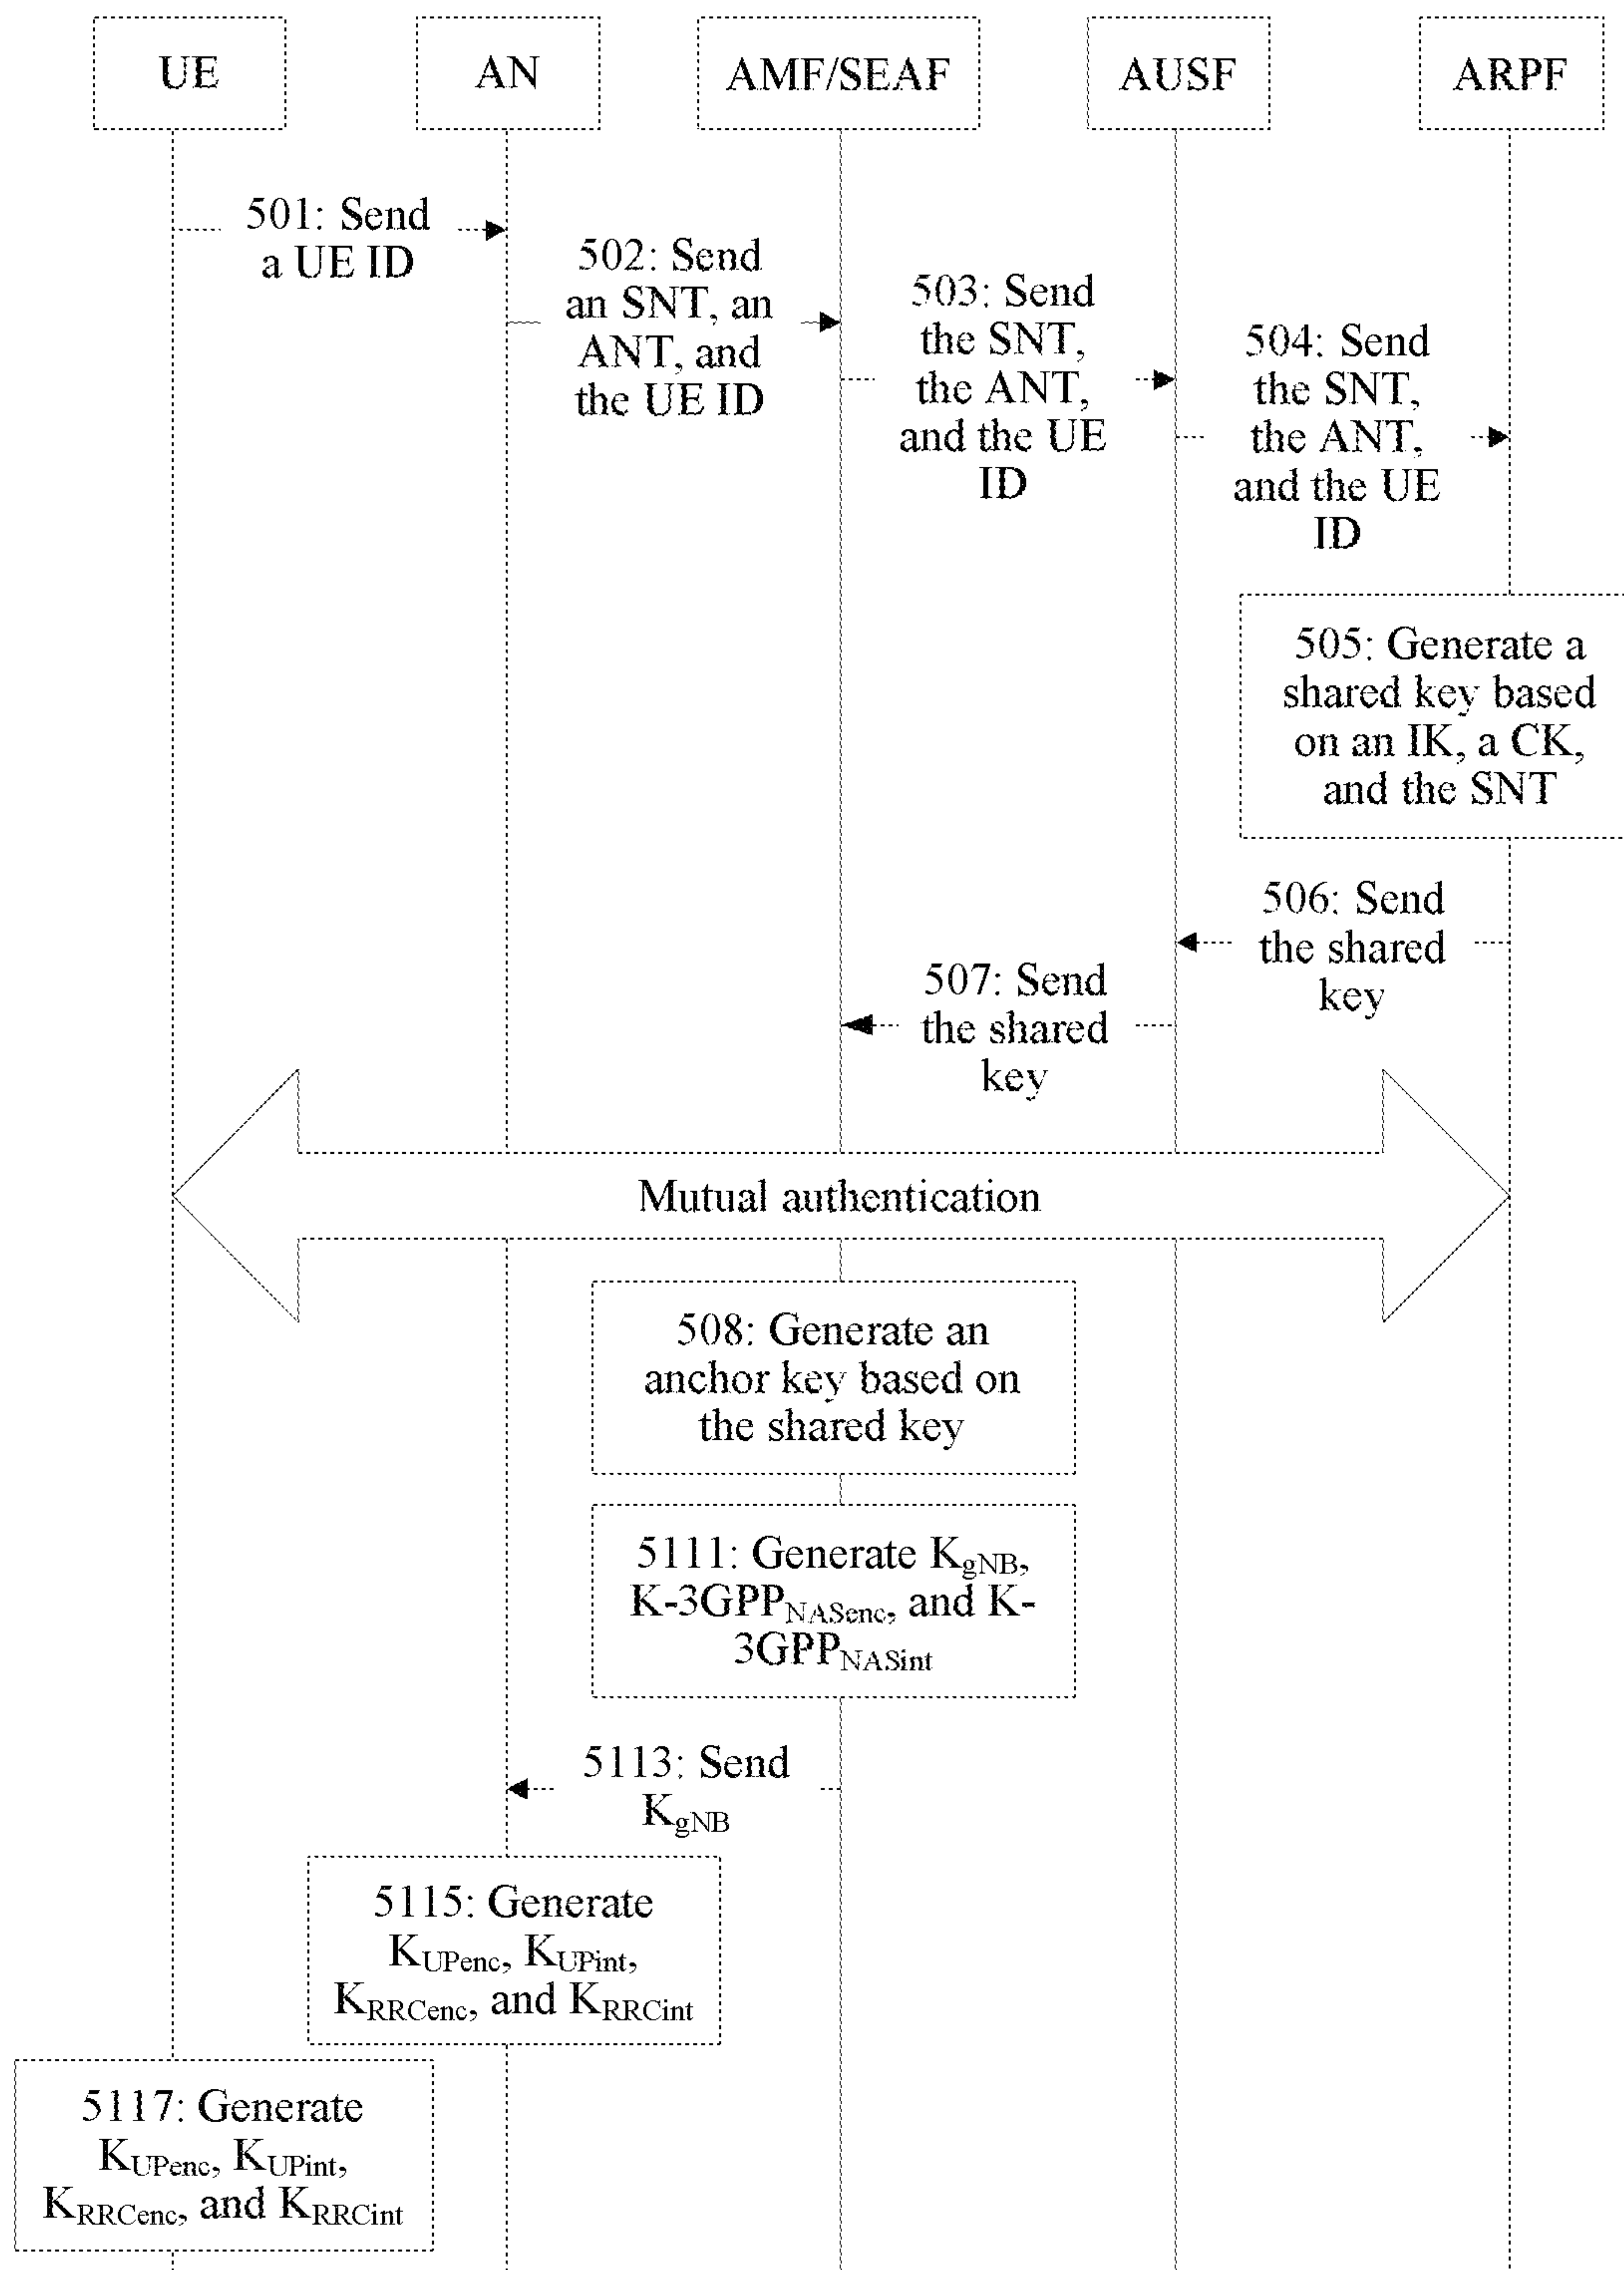 UE
AN
AMF/SEAF
AUSF
ARPF
501: Send
a UE ID
502: Send
an SNT, an
ANT, and
the UE ID
503: Send
the SNT,
the ANT,
and the UE
ID
504: Send
the SNT,
the ANT,
and the UE
ID
505: Generate a
shared key based
on an IK, a CK,
and the SNT
506: Send
the shared
key
507: Send
the shared
key
Mutual authentication
508: Generate an
anchor key based on
the shared key
5111: Generate KgNB,
K-3GPPNASenc, and K-
3GPPNASint
5113: Send
KgNB
5115: Generate
KUPenc, KUPint,
KRRCenc, and KRRCint
5117: Generate
KUPenc, KUPint,
KRRCenc, and KRRCint